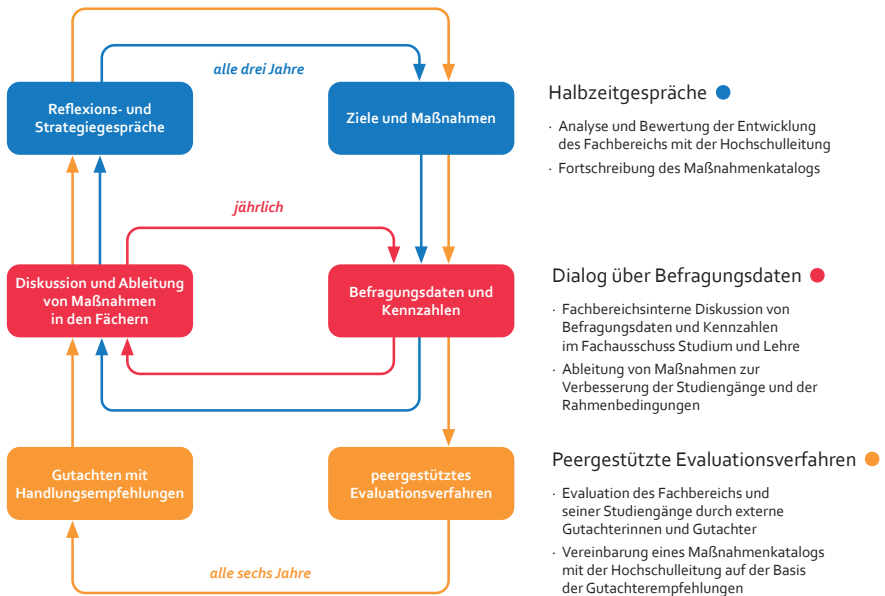 alle drei Jahre
Reflexions- und
Strategiegespräche
Ziele und Maßnahmen
Halbzeitgespräche
· Analyse und Bewertung der Entwicklung
des Fachbereichs mit der Hochschulleitung
· Fortschreibung des Maßnahmenkatalogs
jährlich
Diskussion und Ableitung
von Maßnahmen
in den Fächern
Befragungsdaten und
Kennzahlen
Dialog über Befragungsdaten
· Fachbereichsinterne Diskussion von
Befragungsdaten und Kennzahlen
im Fachausschuss Studium und Lehre
· Ableitung von Maßnahmen zur
Verbesserung der Studiengänge und der
Rahmenbedingungen
Gutachten mit
Handlungsempfehlungen
peergestütztes
Evaluationsverfahren
Peergestützte Evaluationsverfahren
· Evaluation des Fachbereichs und
seiner Studiengänge durch externe
Gutachterinnen und Gutachter
· Vereinbarung eines Maßnahmenkatalogs
mit der Hochschulleitung auf der Basis
der Gutachterempfehlungen
alle sechs Jahre